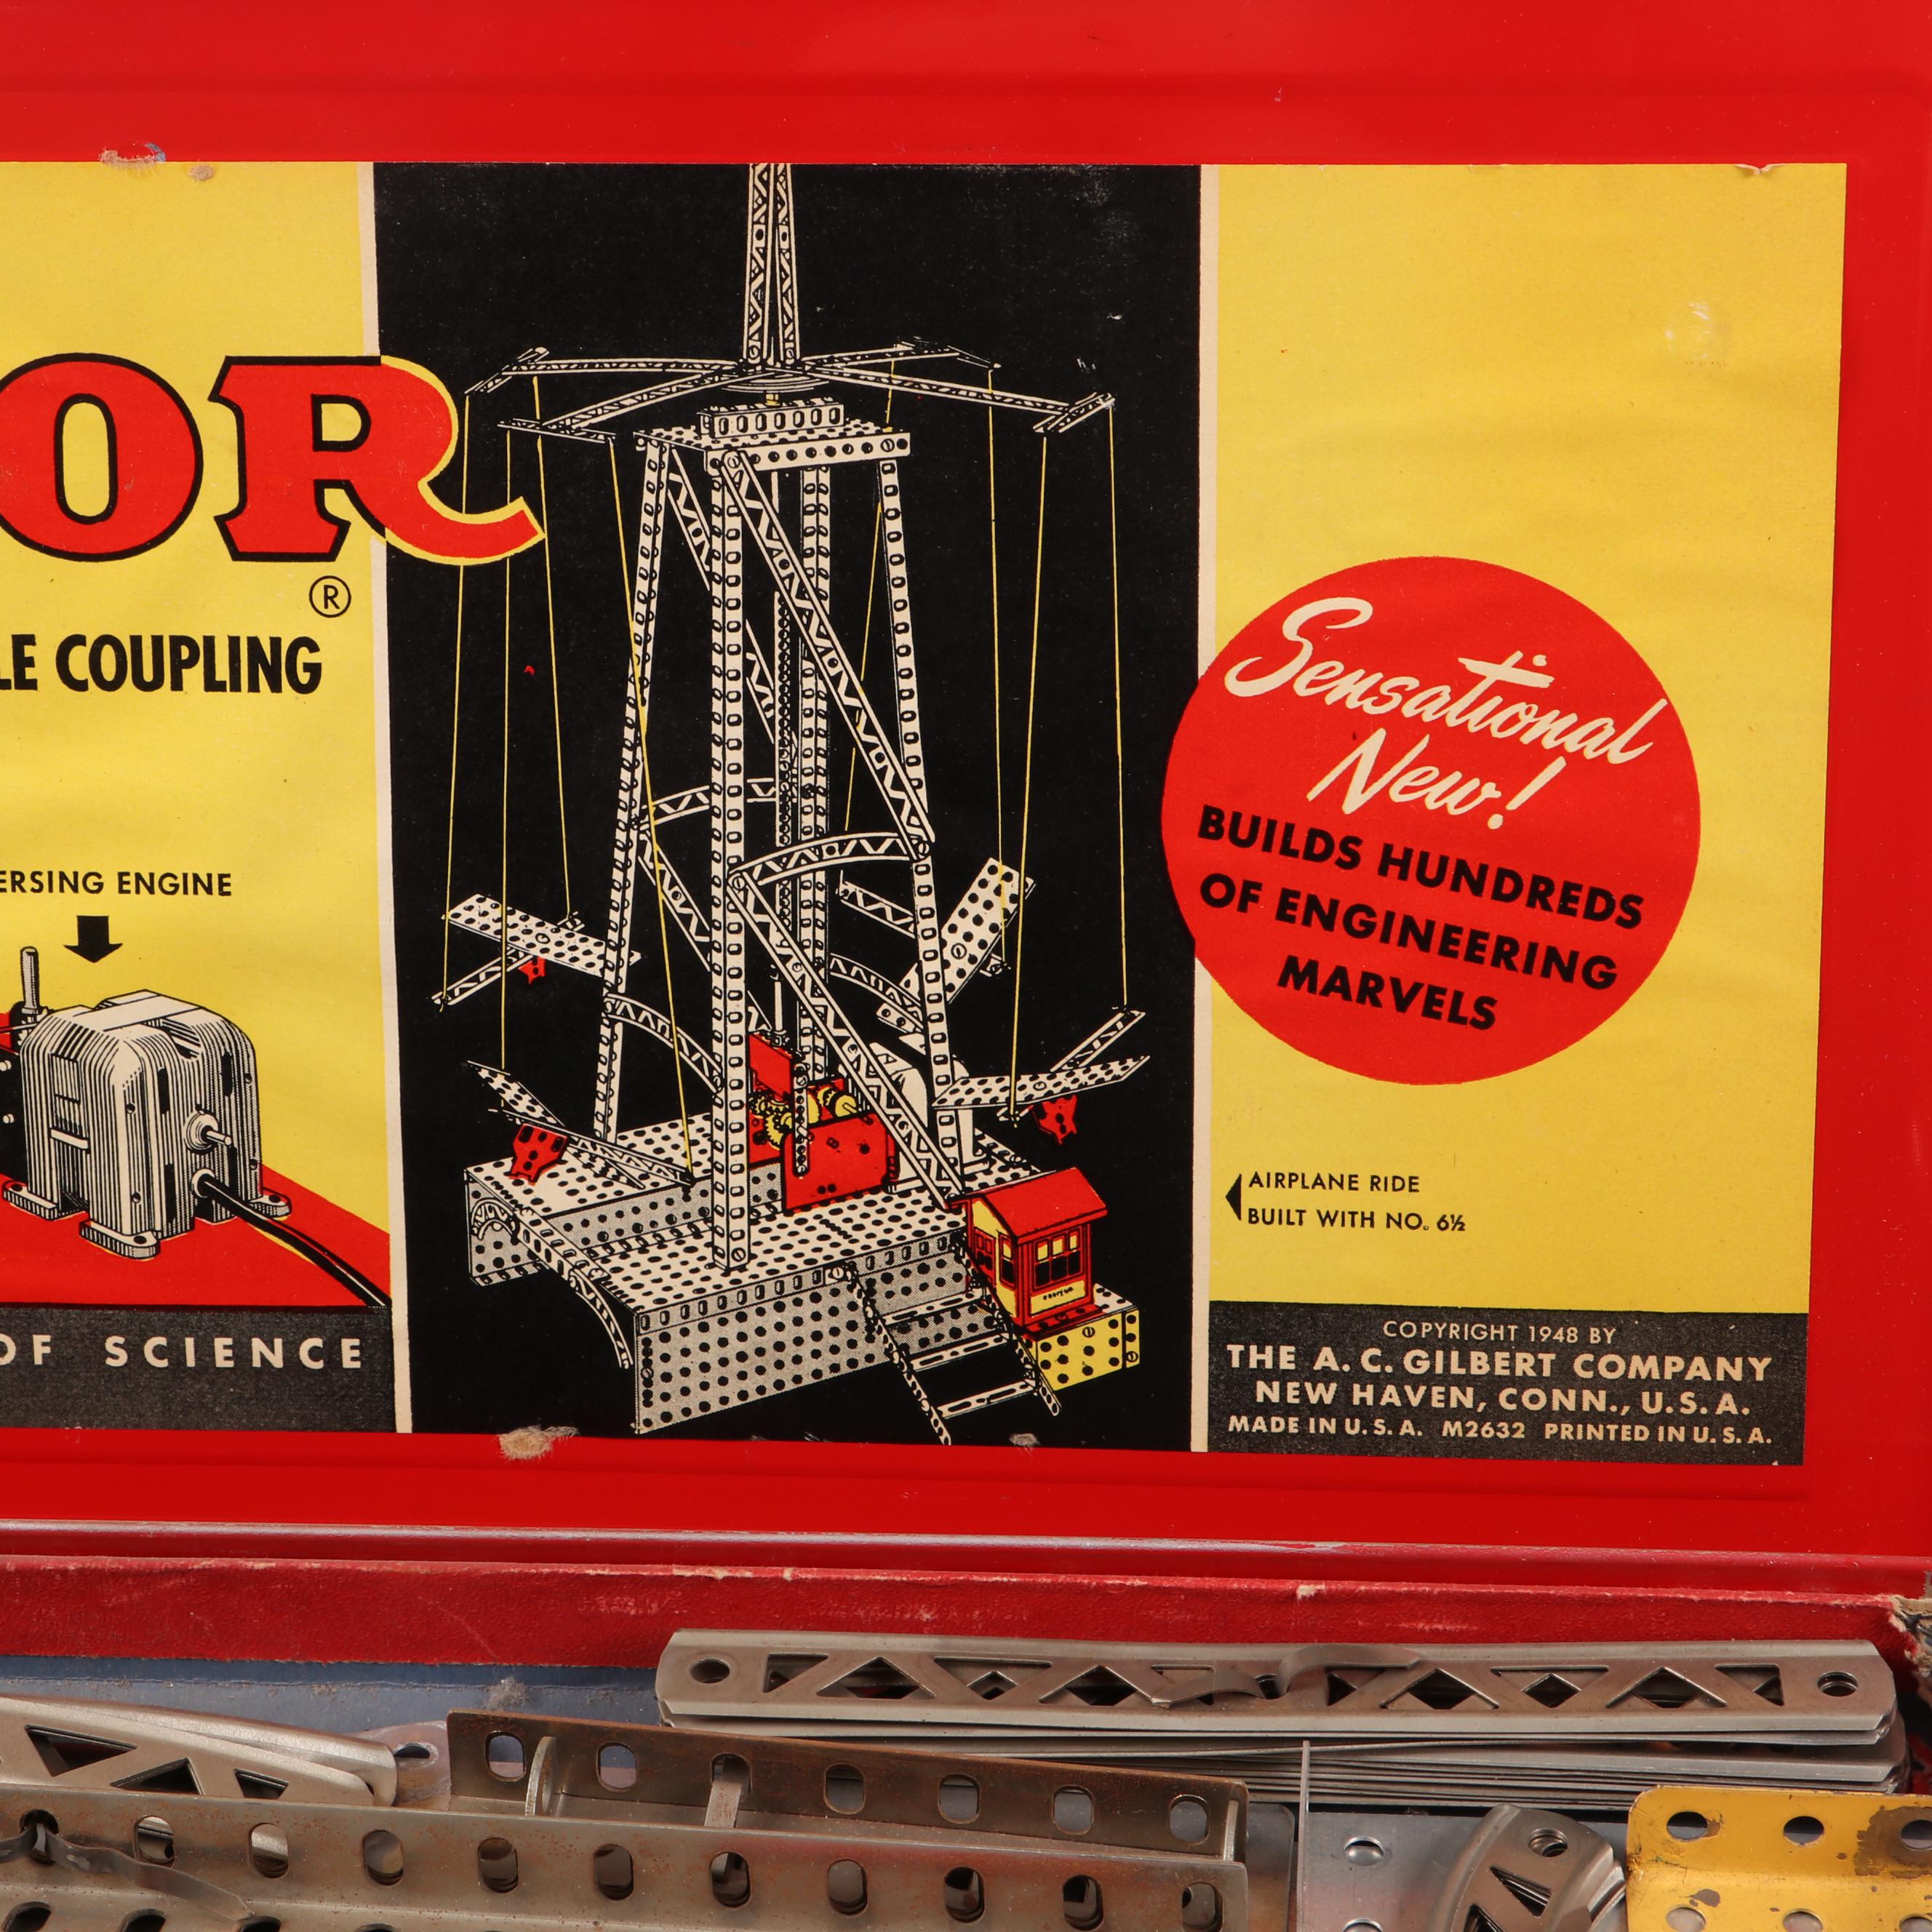 OR
®
LE COUPLING
ERSING ENGINE
OF SCIENCE
Sensational
New!
BUILDS HUNDREDS
OF ENGINEERING
MARVELS
AIRPLANE RIDE
BUILT WITH NO. 6½
COPYRIGHT 1948 BY
THE A. C. GILBERT COMPANY
NEW HAVEN, CONN., U. S. A.
MADE IN U. S. A. M2632 PRINTED IN U. S. A.